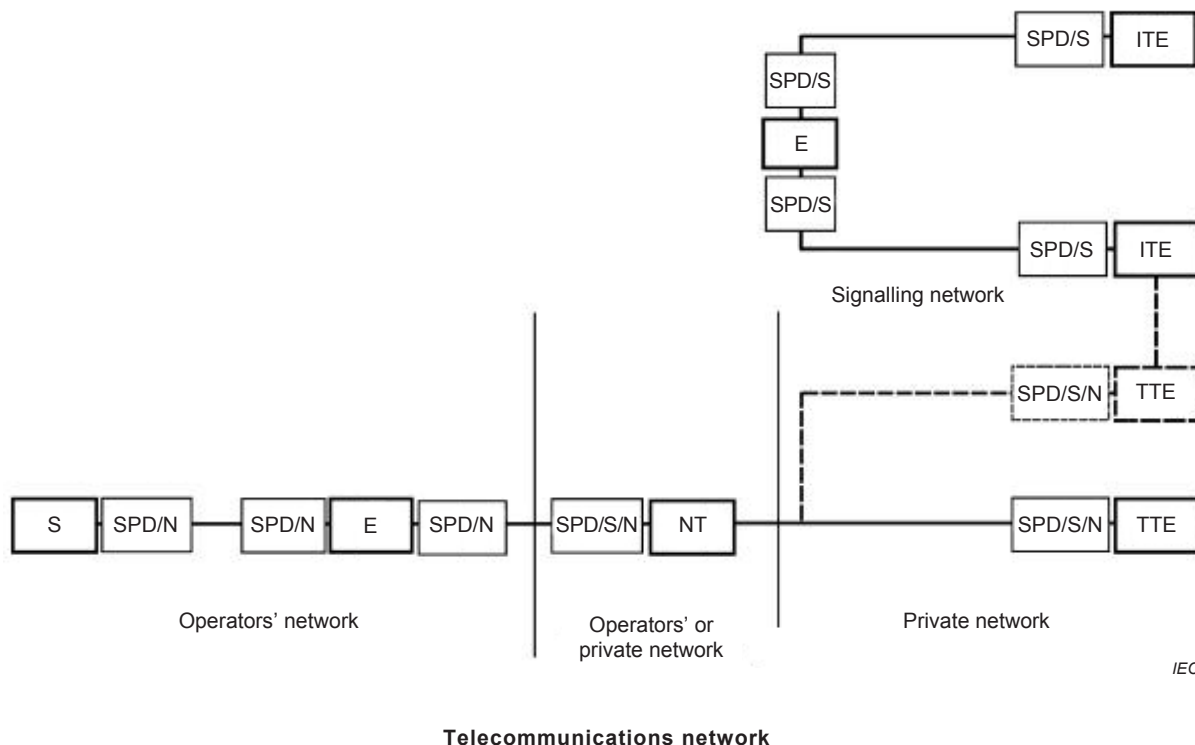 SPD/S ITE
SPD/S
E
SPD/S
SPD/S ITE
Signalling network
SPD/S/N TTE
S SPD/N SPD/N E SPD/N SPD/S/N NT SPD/S/N TTE
Operators’ network
Operators’ or
private network
Private network
IEC
Telecommunications network